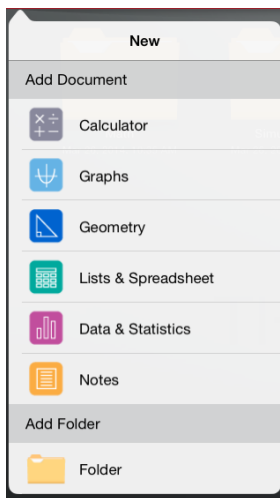 New
Add Document
Calculator
Graphs
Geometry
Lists & Spreadsheet
Data & Statistics
Notes
Add Folder
Folder